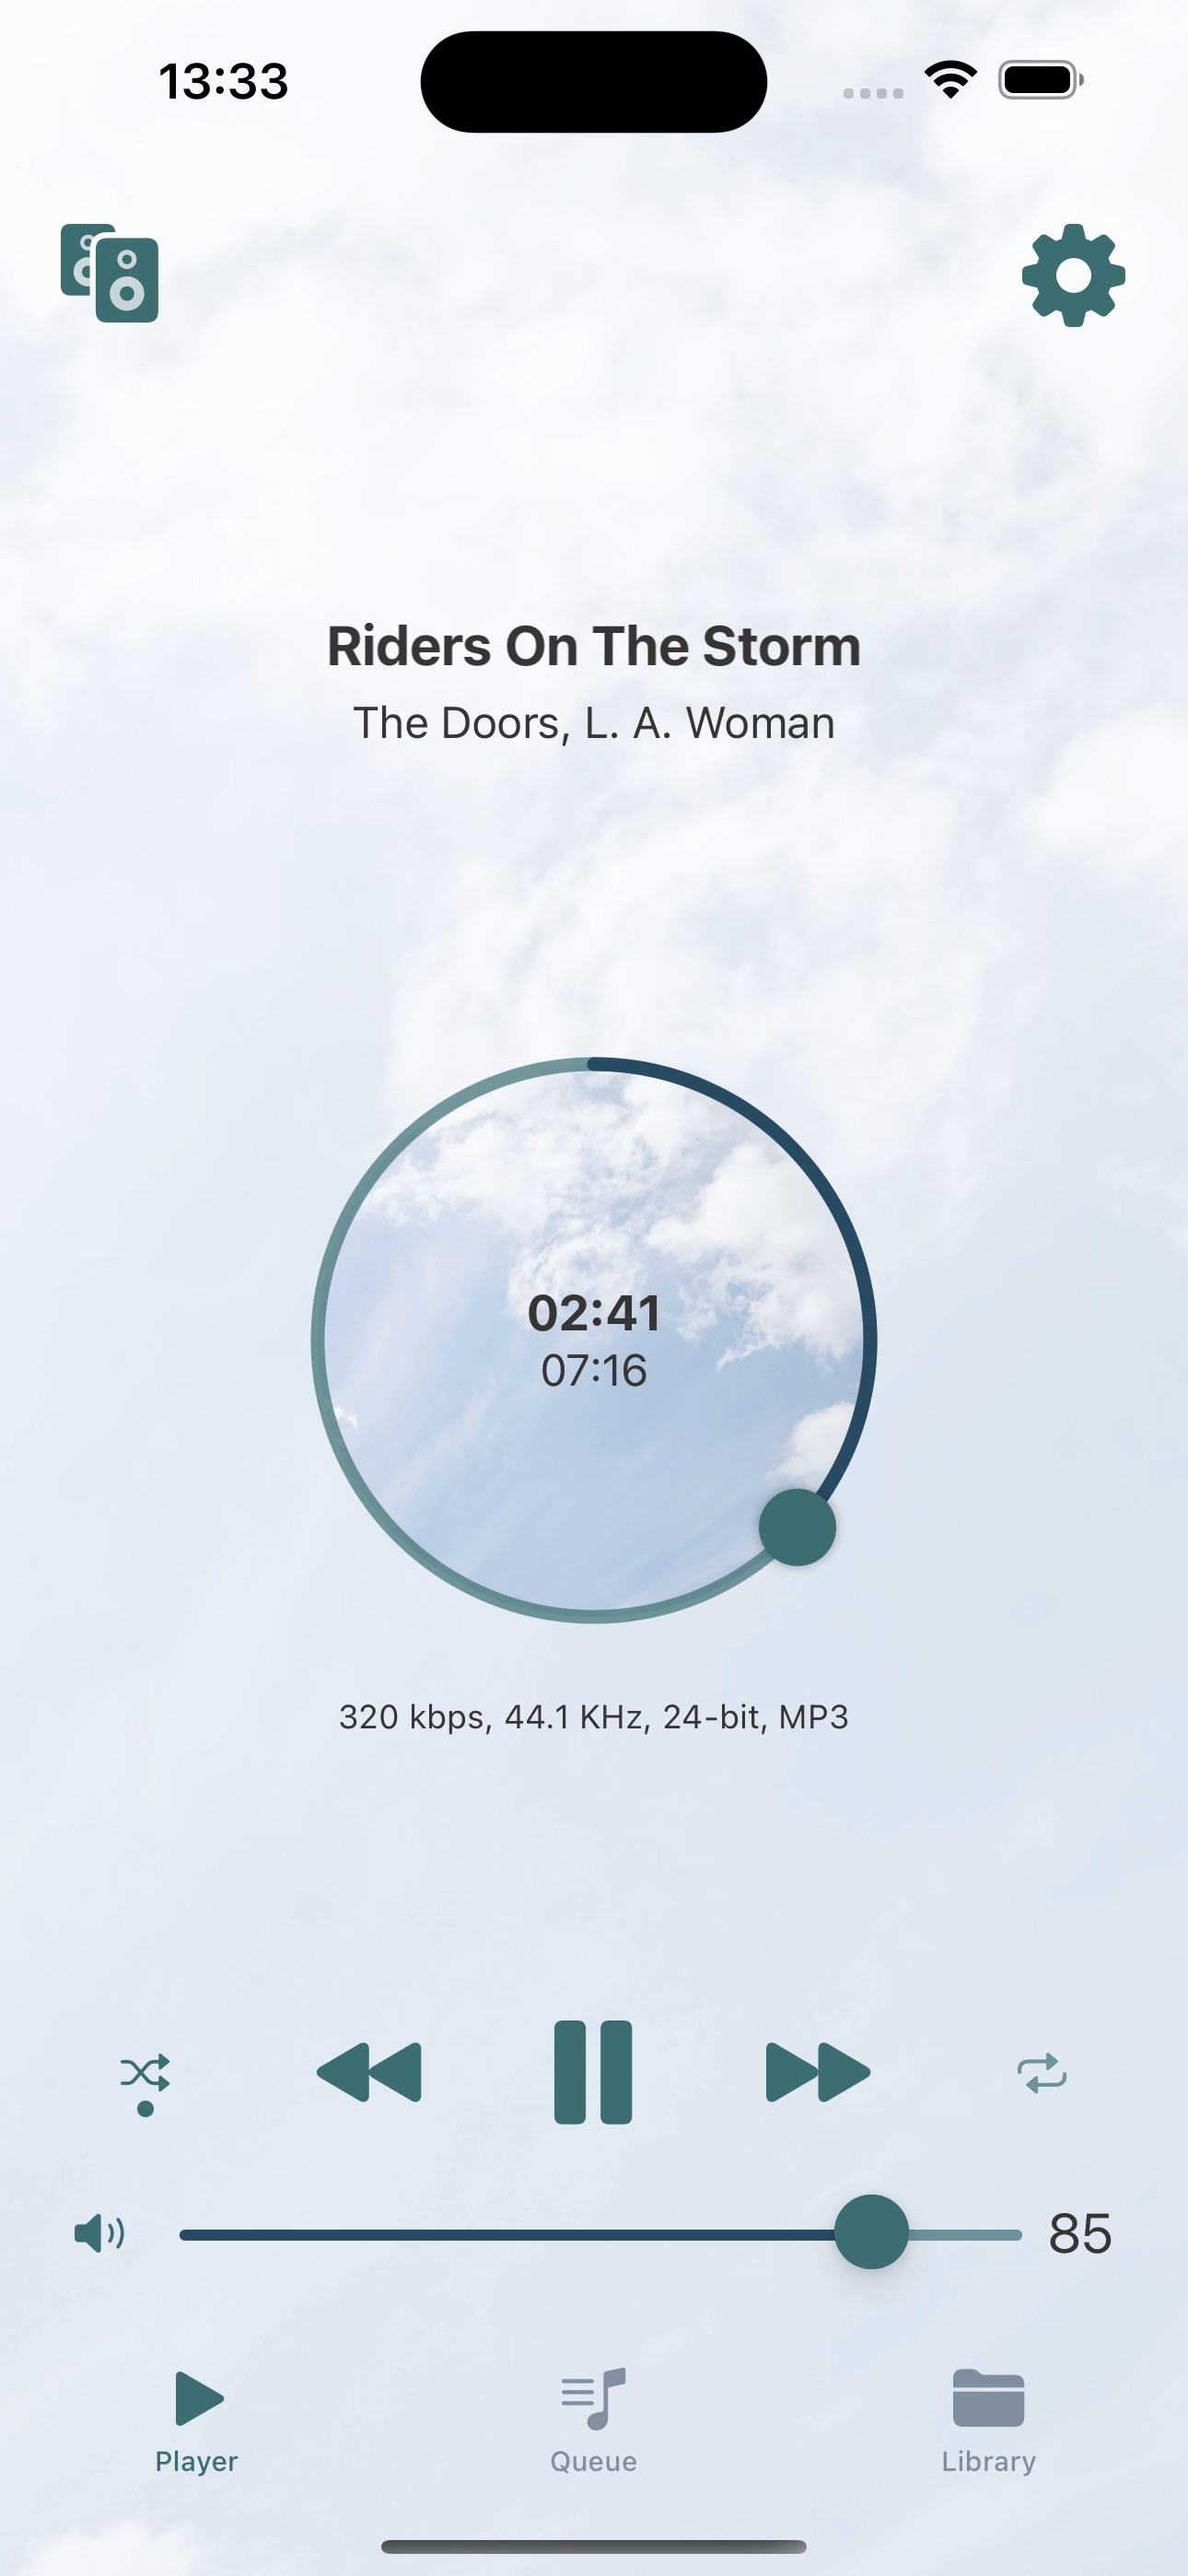 13:33
Riders On The Storm
The Doors, L. A. Woman
02:41
07:16
320 kbps, 44.1 KHz, 24-bit, MP3
85
Player
Queue
Library